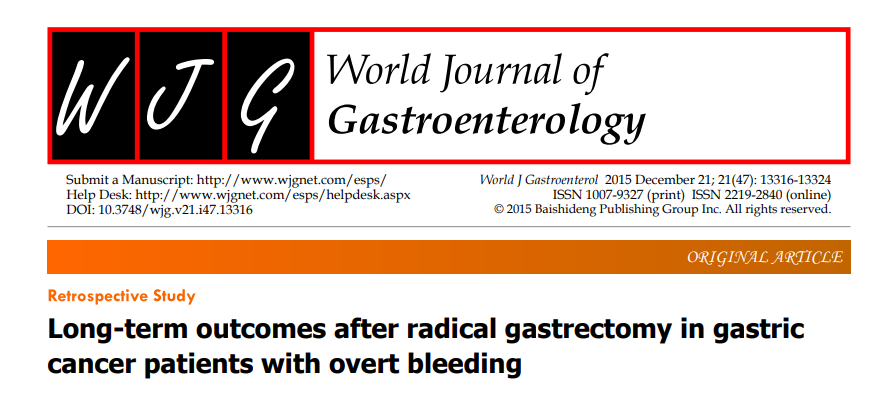 WJG
World Journal of
Gastroenterology
Submit a Manuscript: http://www.wjgnet.com/esps/
Help Desk: http://www.wjgnet.com/esps/helpdesk.aspx
DOI: 10.3748/wjg.v21.i47.13316
World J Gastroenterol 2015 December 21; 21(47): 13316-13324
ISSN 1007-9327 (print) ISSN 2219-2840 (online)
© 2015 Baishideng Publishing Group Inc. All rights reserved.
ORIGINAL ARTICLE
Retrospective Study
Long-term outcomes after radical gastrectomy in gastric
cancer patients with overt bleeding